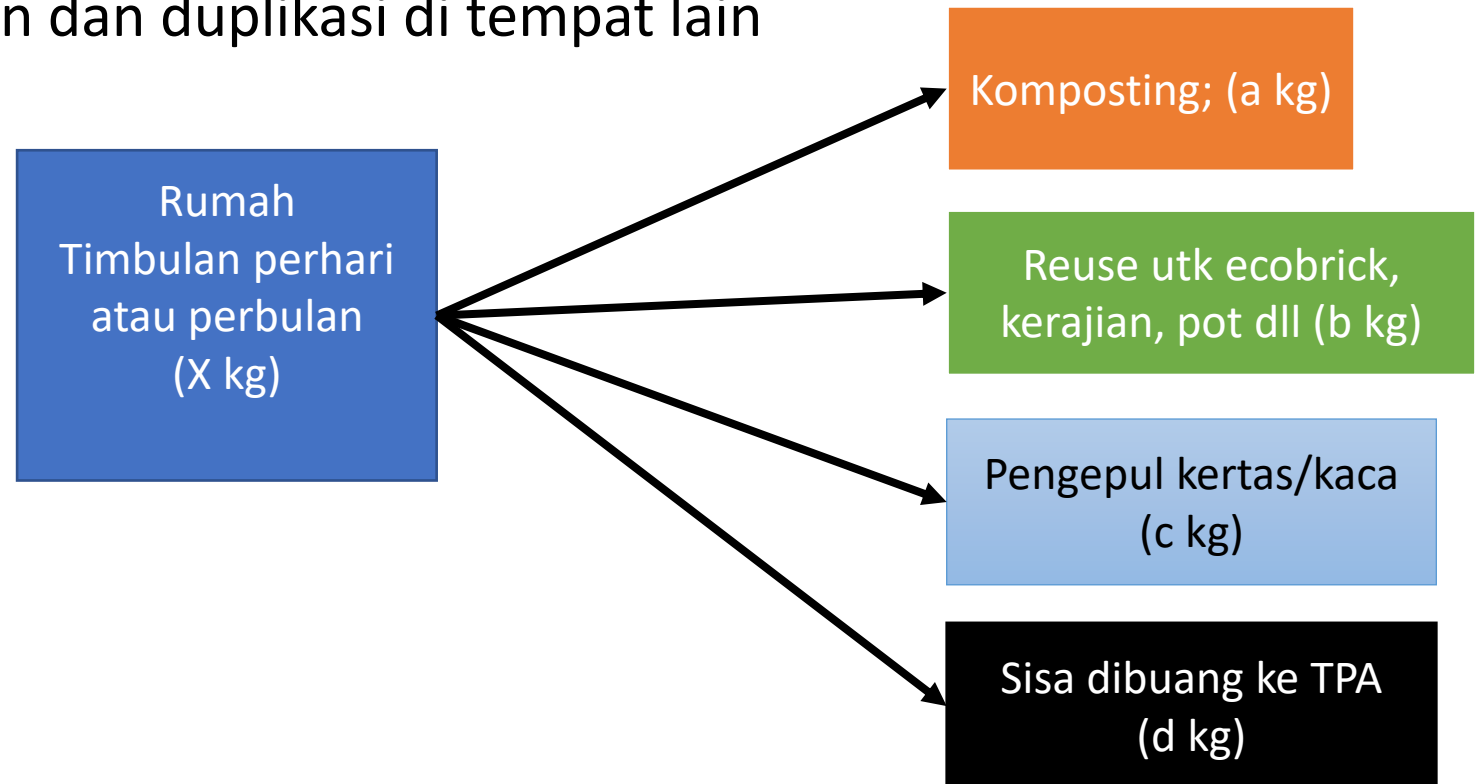 n dan duplikasi di tempat lain
Komposting; (a kg)
Rumah
Timbulan perhari
atau perbulan
(X kg)
Reuse utk ecobrick,
kerajian, pot dll (b kg)
Pengepul kertas/kaca
(c kg)
Sisa dibuang ke TPA
(d kg)